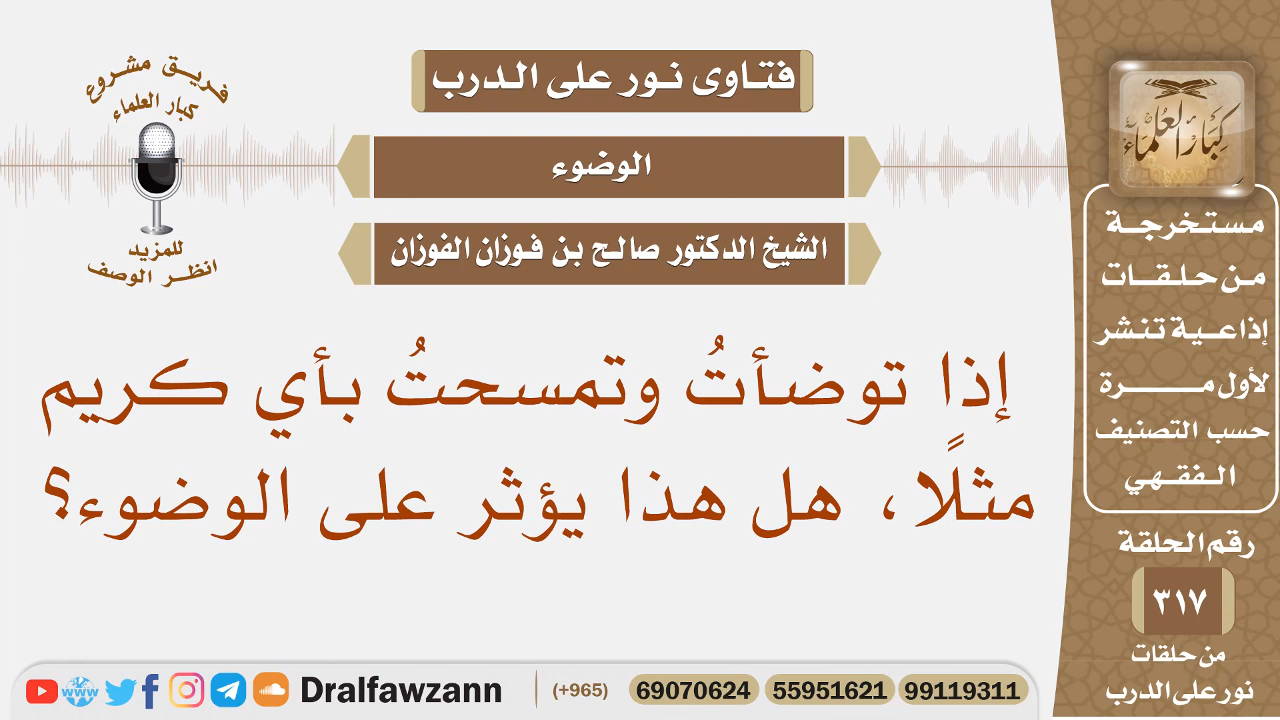 فتاوى نور على الدرب
الوضوء
الشيخ الدكتور صالح بن فوزان الفوزان
فريق مشروع
كبار العلماء
للمزيد
انظر الوصف
إذا توضأتُ وتمسحتُ بأي كريم
مثلًا، هل هذا يؤثر على الوضوء؟
كبار العلماء
مستخرجة
من حلقات
إذاعية تنشر
لأول مرة
حسب التصنيف
الفقهي
رقم الحلقة
٣١٧
من حلقات
نور على الدرب
www Dralfawzann (+965) 69070624 55951621 99119311